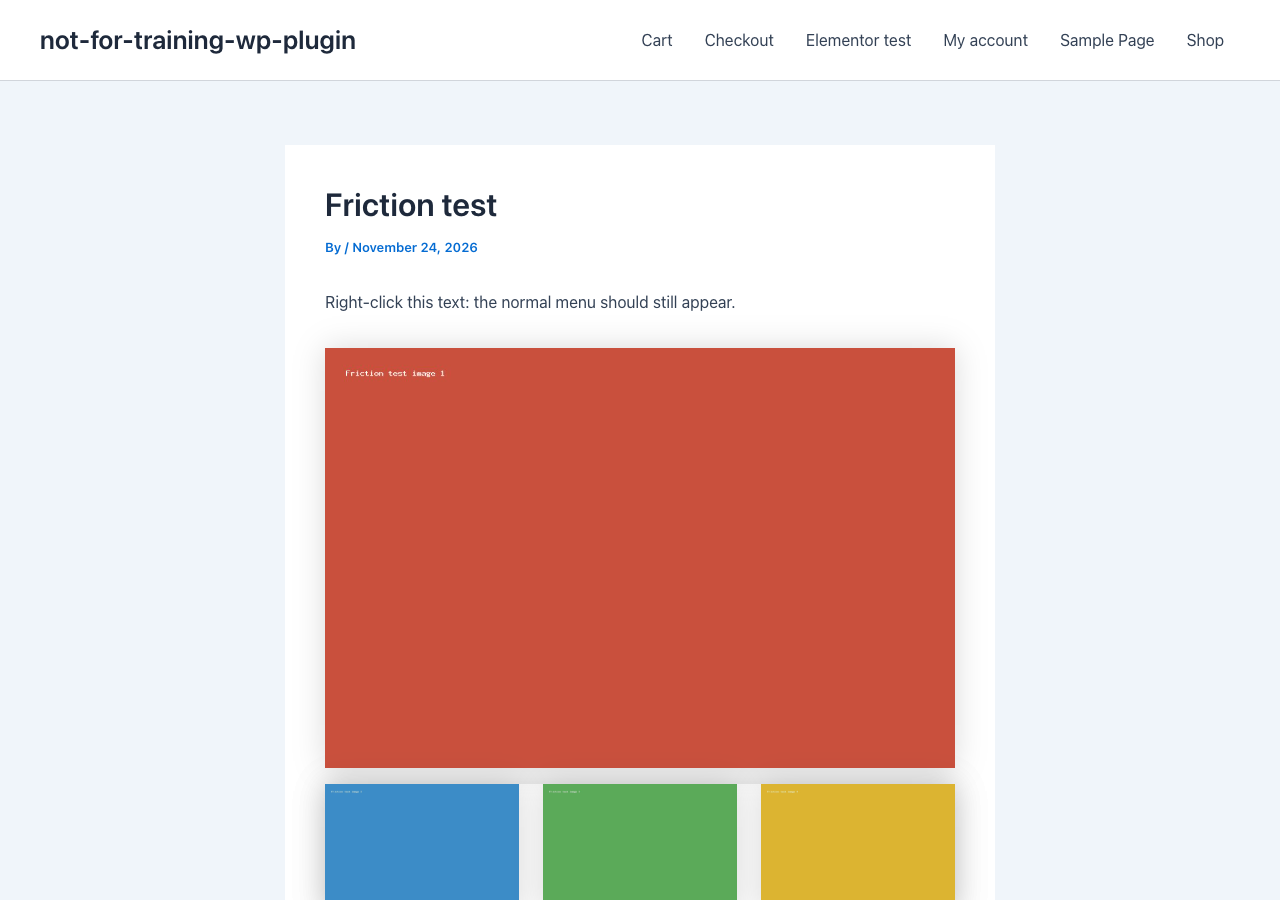 not-for-training-wp-plugin
Cart
Checkout
Elementor test
My account
Sample Page
Shop
Friction test
By / November 24, 2026
Right-click this text: the normal menu should still appear.
Friction test image 1